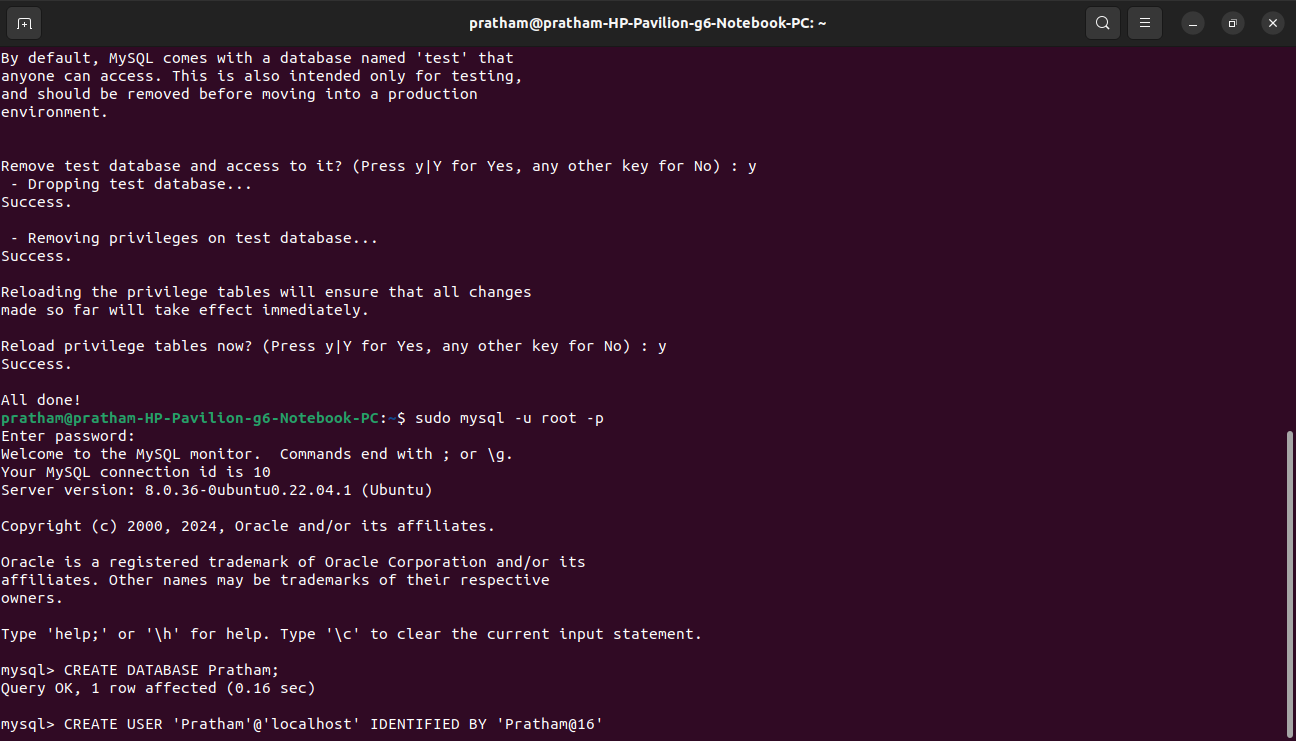 pratham@pratham-HP-Pavilion-g6-Notebook-PC: ~
By default, MySQL comes with a database named 'test' that
anyone can access. This is also intended only for testing,
and should be removed before moving into a production
environment.
Remove test database and access to it? (Press y|Y for Yes, any other key for No) : y
 - Dropping test database...
Success.
 - Removing privileges on test database...
Success.
Reloading the privilege tables will ensure that all changes
made so far will take effect immediately.
Reload privilege tables now? (Press y|Y for Yes, any other key for No) : y
Success.
All done!
pratham@pratham-HP-Pavilion-g6-Notebook-PC:~$ sudo mysql -u root -p
Enter password:
Welcome to the MySQL monitor.  Commands end with ; or \g.
Your MySQL connection id is 10
Server version: 8.0.36-0ubuntu0.22.04.1 (Ubuntu)
Copyright (c) 2000, 2024, Oracle and/or its affiliates.
Oracle is a registered trademark of Oracle Corporation and/or its
affiliates. Other names may be trademarks of their respective
owners.
Type 'help;' or '\h' for help. Type '\c' to clear the current input statement.
mysql> CREATE DATABASE Pratham;
Query OK, 1 row affected (0.16 sec)
mysql> CREATE USER 'Pratham'@'localhost' IDENTIFIED BY 'Pratham@16'